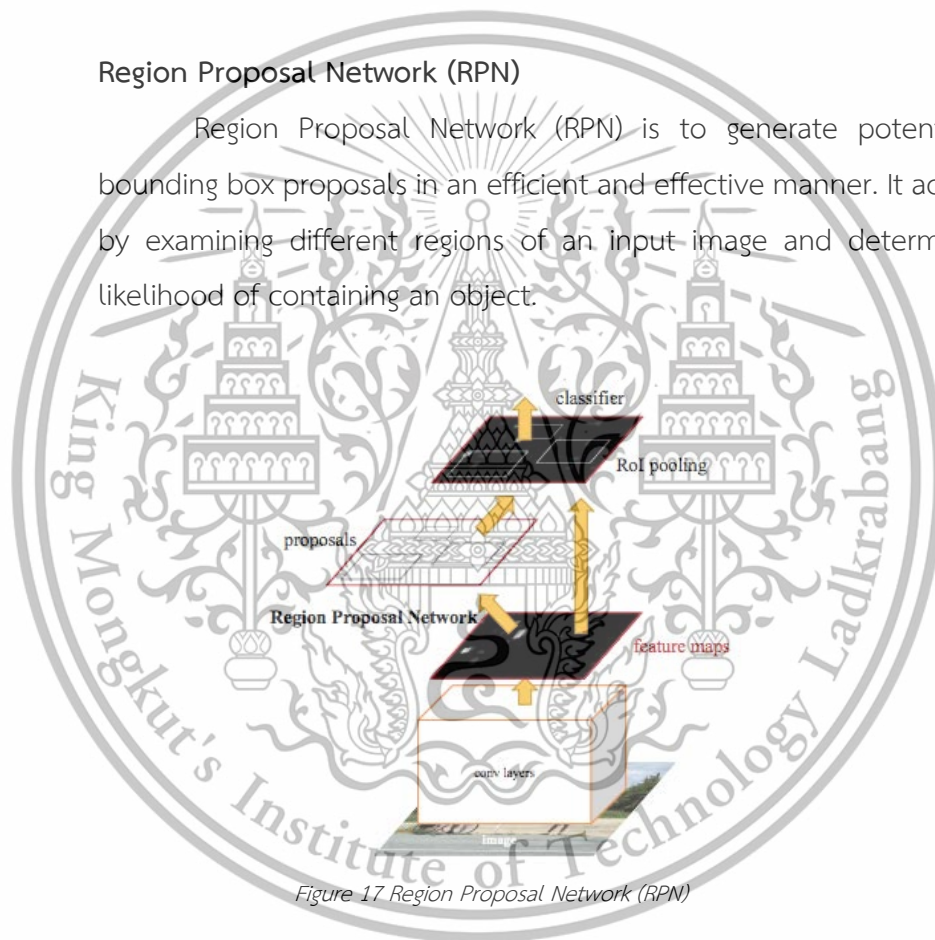 Region Proposal Network (RPN)
Region Proposal Network (RPN) is to generate potent
bounding box proposals in an efficient and effective manner. It ac
by examining different regions of an input image and determ
likelihood of containing an object.
classifier
RoI pooling
proposals
Region Proposal Network
feature maps
conv layers
image
King Mongkut's Institute of Technology Ladkrabang
Figure 17 Region Proposal Network (RPN)